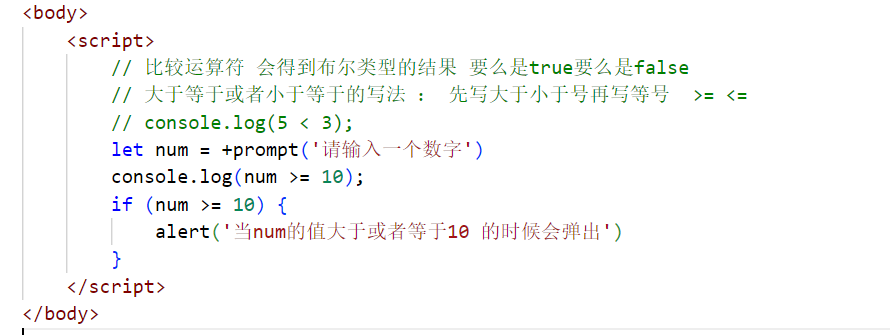 <body>
<script>
// 比较运算符 会得到布尔类型的结果 要么是true要么是false
// 大于等于或者小于等于的写法 ： 先写大于小于号再写等号 >= <=
// console.log(5 < 3);
let num = +prompt('请输入一个数字')
console.log(num >= 10);
if (num >= 10) {
alert('当num的值大于或者等于10 的时候会弹出')
}
</script>
</body>